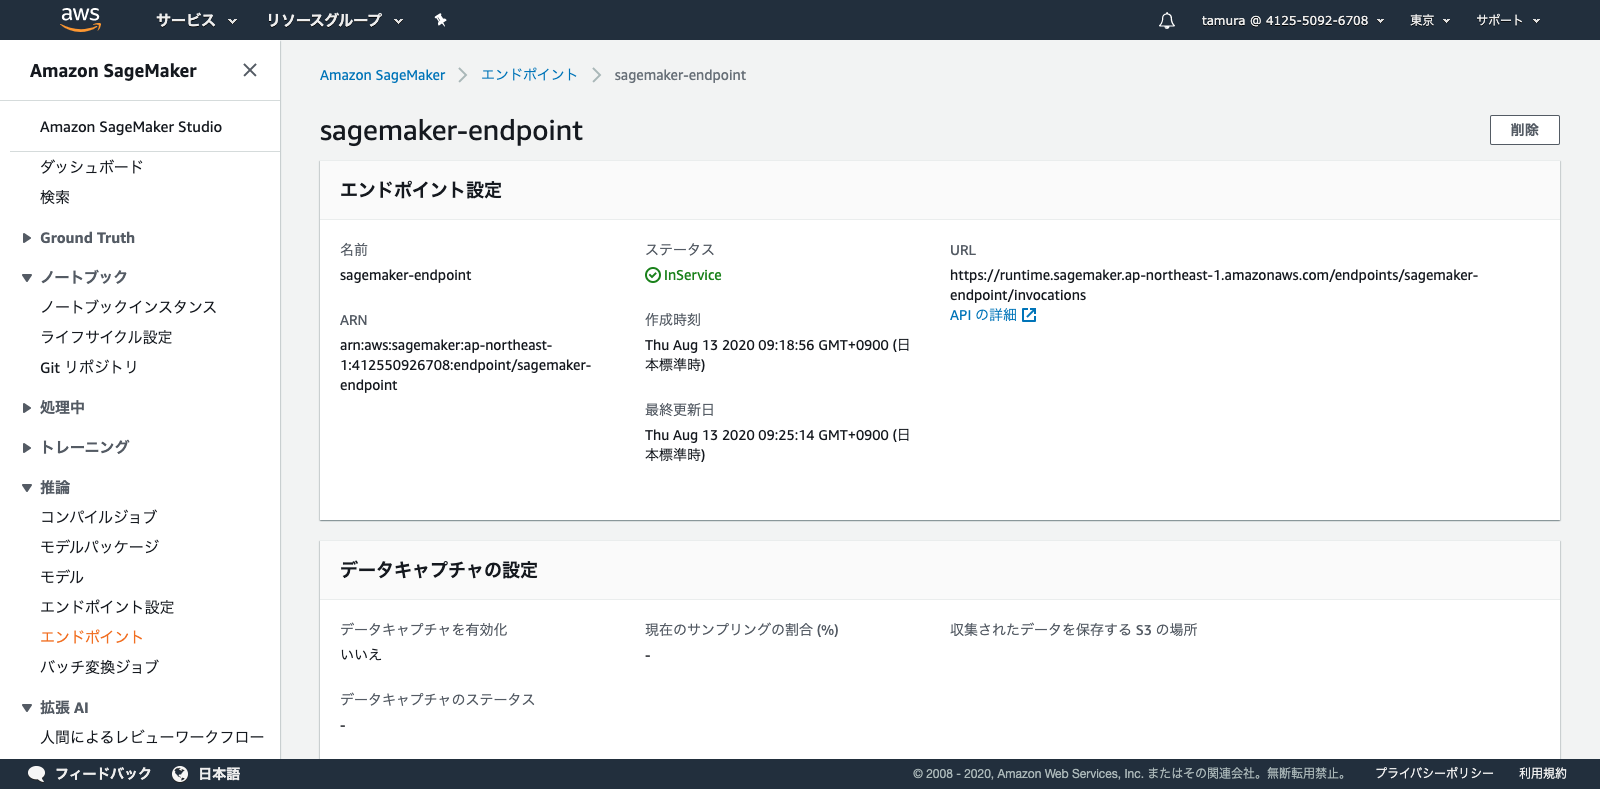 aws
サービス
リソースグループ
tamura @ 4125-5092-6708
東京
サポート
Amazon SageMaker
Amazon SageMaker Studio
ダッシュボード
検索
Ground Truth
ノートブック
ノートブックインスタンス
ライフサイクル設定
Git リポジトリ
処理中
トレーニング
推論
コンパイルジョブ
モデルパッケージ
モデル
エンドポイント設定
エンドポイント
バッチ変換ジョブ
拡張 AI
人間によるレビューワークフロー
Amazon SageMaker
エンドポイント
sagemaker-endpoint
sagemaker-endpoint
削除
エンドポイント設定
名前
sagemaker-endpoint
ARN
arn:aws:sagemaker:ap-northeast-
1:412550926708:endpoint/sagemaker-
endpoint
ステータス
InService
作成時刻
Thu Aug 13 2020 09:18:56 GMT+0900 (日
本標準時)
最終更新日
Thu Aug 13 2020 09:25:14 GMT+0900 (日
本標準時)
URL
https://runtime.sagemaker.ap-northeast-1.amazonaws.com/endpoints/sagemaker-
endpoint/invocations
API の詳細
データキャプチャの設定
データキャプチャを有効化
いいえ
データキャプチャのステータス
-
現在のサンプリングの割合 (%)
-
収集されたデータを保存する S3 の場所
フィードバック
日本語
© 2008 - 2020, Amazon Web Services, Inc. またはその関連会社。無断転用禁止。
プライバシーポリシー
利用規約